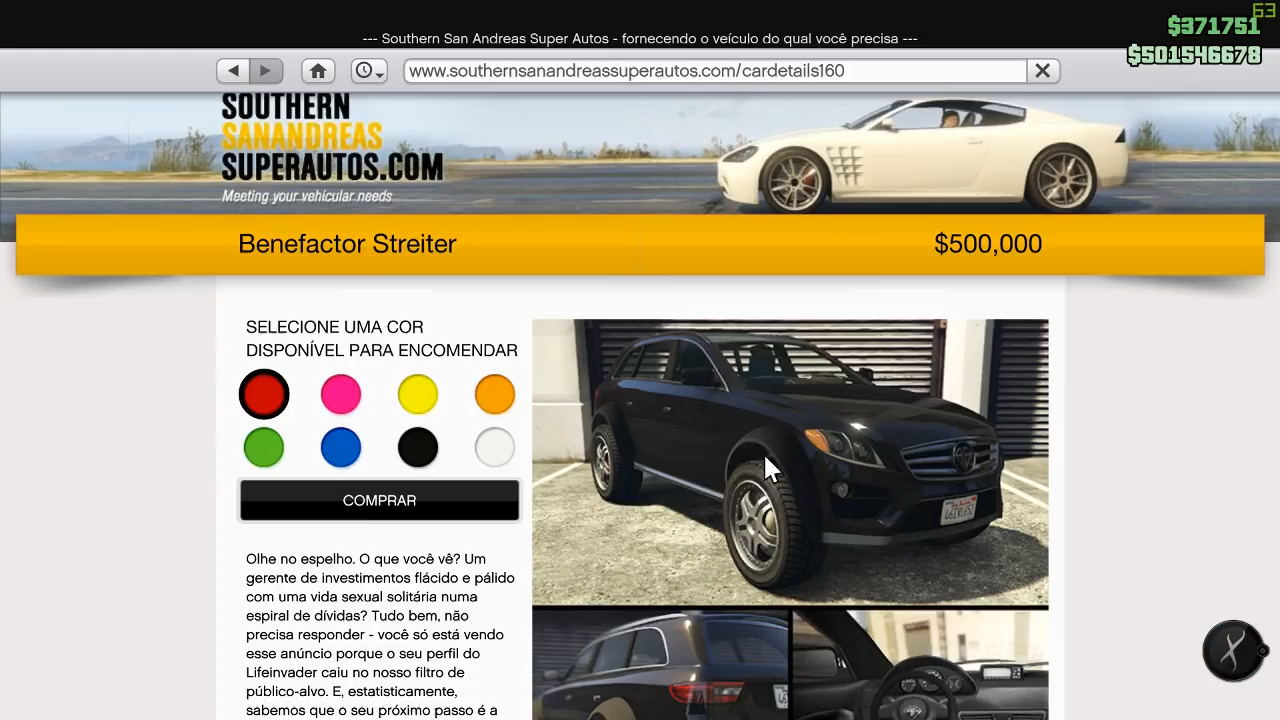 63
$371751
--- Southern San Andreas Super Autos - fornecendo o veículo do qual você precisa ---
$501546678
www.southernsanandreassuperautos.com/cardetails160
SOUTHERN
SANANDREAS
SUPERAUTOS.COM
Meeting your vehicular needs
Benefactor Streiter
$500,000
SELECIONE UMA COR
DISPONÍVEL PARA ENCOMENDAR
COMPRAR
Olhe no espelho. O que você vê? Um
gerente de investimentos flácido e pálido
com uma vida sexual solitária numa
espiral de dívidas? Tudo bem, não
precisa responder - você só está vendo
esse anúncio porque o seu perfil do
Lifeinvader caiu no nosso filtro de
público-alvo. E, estatisticamente,
sabemos que o seu próximo passo é a